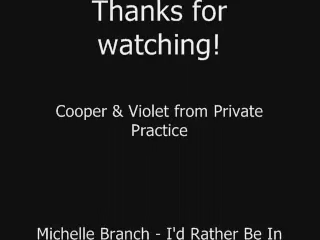 Thanks for
watching!
Cooper & Violet from Private
Practice
Michelle Branch - I'd Rather Be In